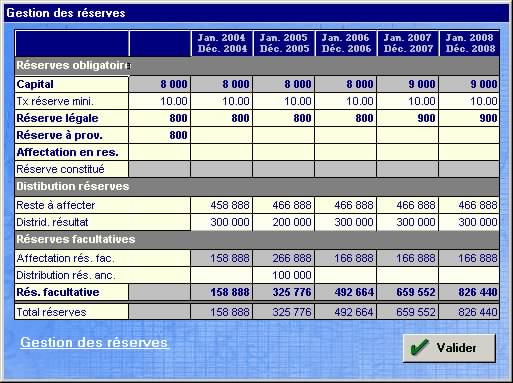 Gestion des réserves
Jan. 2004 Jan. 2005 Jan. 2006 Jan. 2007 Jan. 2008
Déc. 2004 Déc. 2005 Déc. 2006 Déc. 2007 Déc. 2008
Réserves obligatoire
Capital 8 000 8 000 8 000 8 000 9 000 9 000
Tx réserve mini. 10.00 10.00 10.00 10.00 10.00 10.00
Réserve légale 800 800 800 800 900 900
Réserve à prov. 800
Affectation en res.
Réserve constitué
Distibution réserves
Reste à affecter 458 888 466 888 466 888 466 888 466 888
Distrid. résultat 300 000 200 000 300 000 300 000 300 000
Réserves facultatives
Affectation rés. fac. 158 888 266 888 166 888 166 888 166 888
Distribution rés. anc. 100 000
Rés. facultative 158 888 325 776 492 664 659 552 826 440
Total réserves 158 888 325 776 492 664 659 552 826 440
Gestion des réserves
Valider